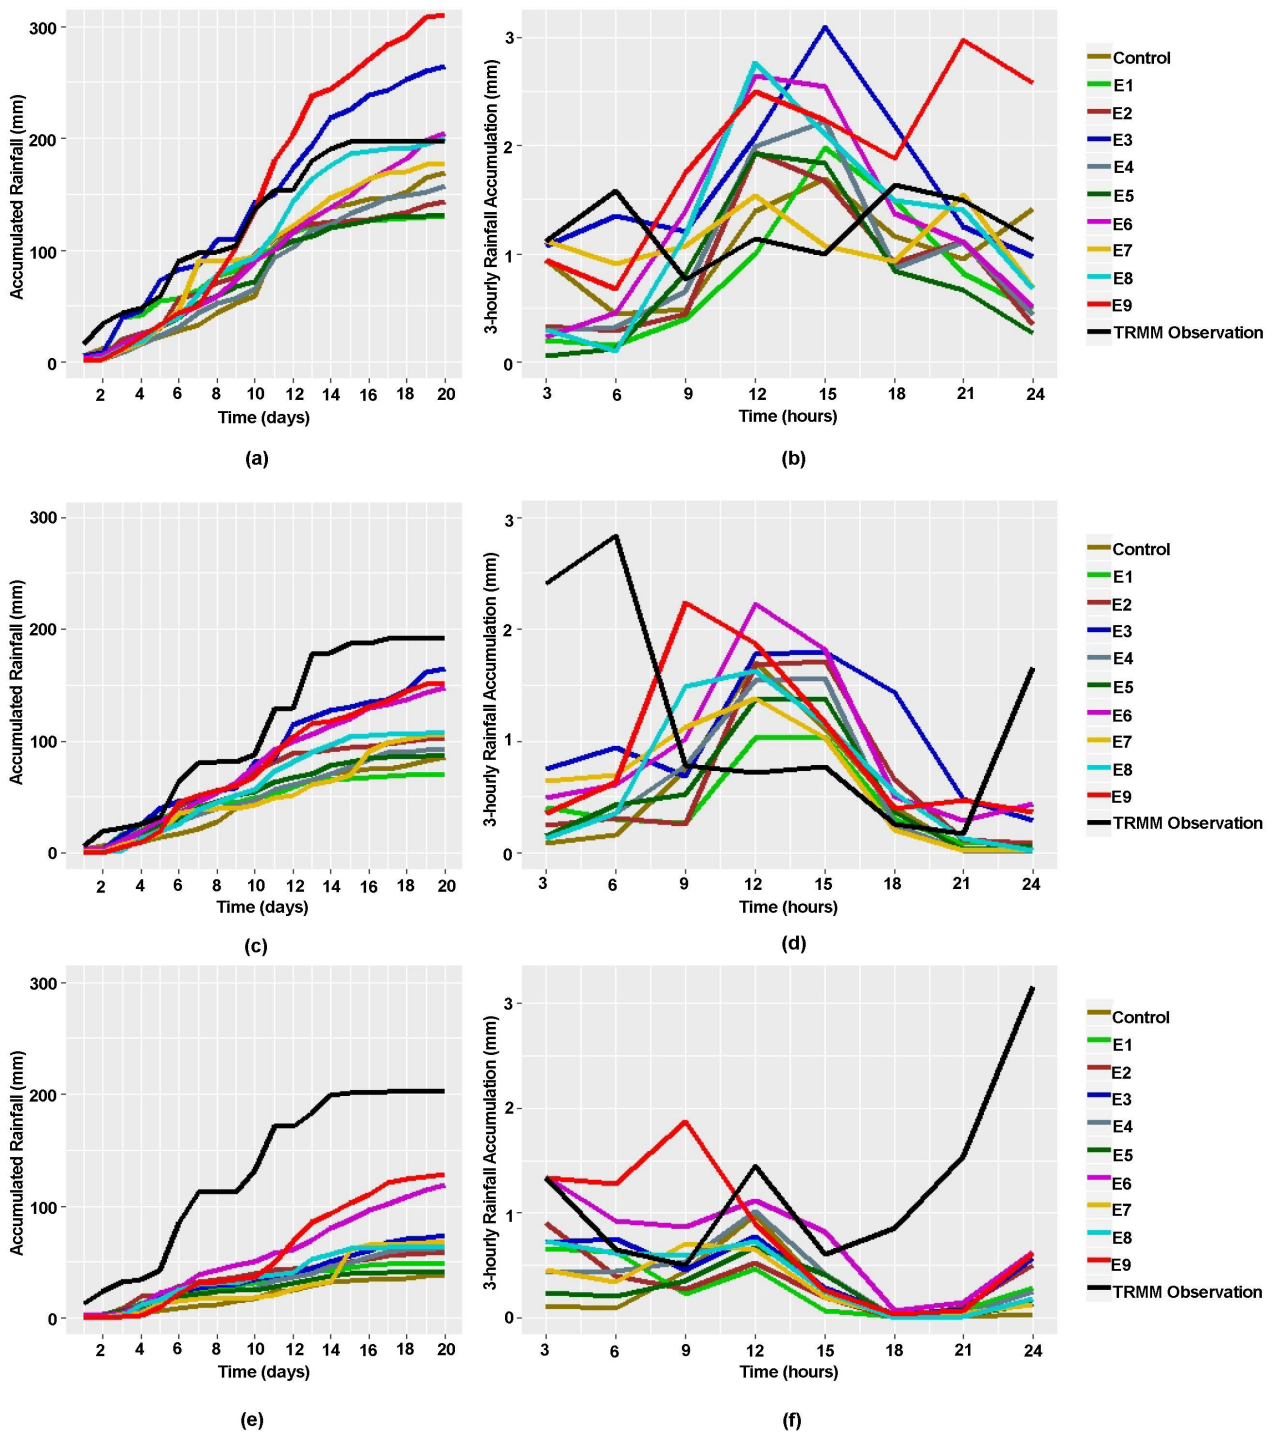 Accumulated Rainfall (mm)
300
200
100
0
2 4 6 8 10 12 14 16 18 20
Time (days)
(a)
3-hourly Rainfall Accumulation (mm)
3
2
1
0
3 6 9 12 15 18 21 24
Time (hours)
(b)
Control
E1
E2
E3
E4
E5
E6
E7
E8
E9
TRMM Observation
Accumulated Rainfall (mm)
300
200
100
0
2 4 6 8 10 12 14 16 18 20
Time (days)
(c)
3-hourly Rainfall Accumulation (mm)
3
2
1
0
3 6 9 12 15 18 21 24
Time (hours)
(d)
Control
E1
E2
E3
E4
E5
E6
E7
E8
E9
TRMM Observation
Accumulated Rainfall (mm)
300
200
100
0
2 4 6 8 10 12 14 16 18 20
Time (days)
(e)
3-hourly Rainfall Accumulation (mm)
3
2
1
0
3 6 9 12 15 18 21 24
Time (hours)
(f)
Control
E1
E2
E3
E4
E5
E6
E7
E8
E9
TRMM Observation